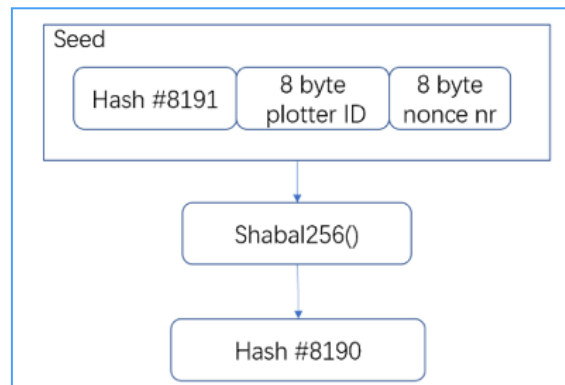 Seed
Hash #8191
8 byte
plotter ID
8 byte
nonce nr
Shabal256()
Hash #8190